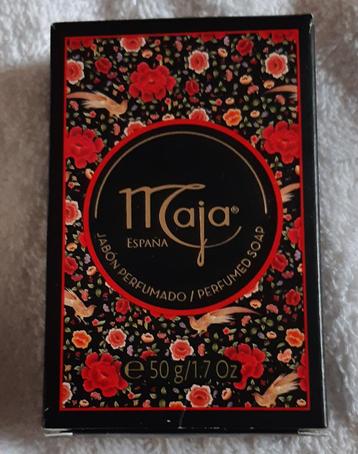 Maja®
ESPAÑA
JABÓN PERFUMADO / PERFUMED SOAP
℮ 50 g/1.7 Oz